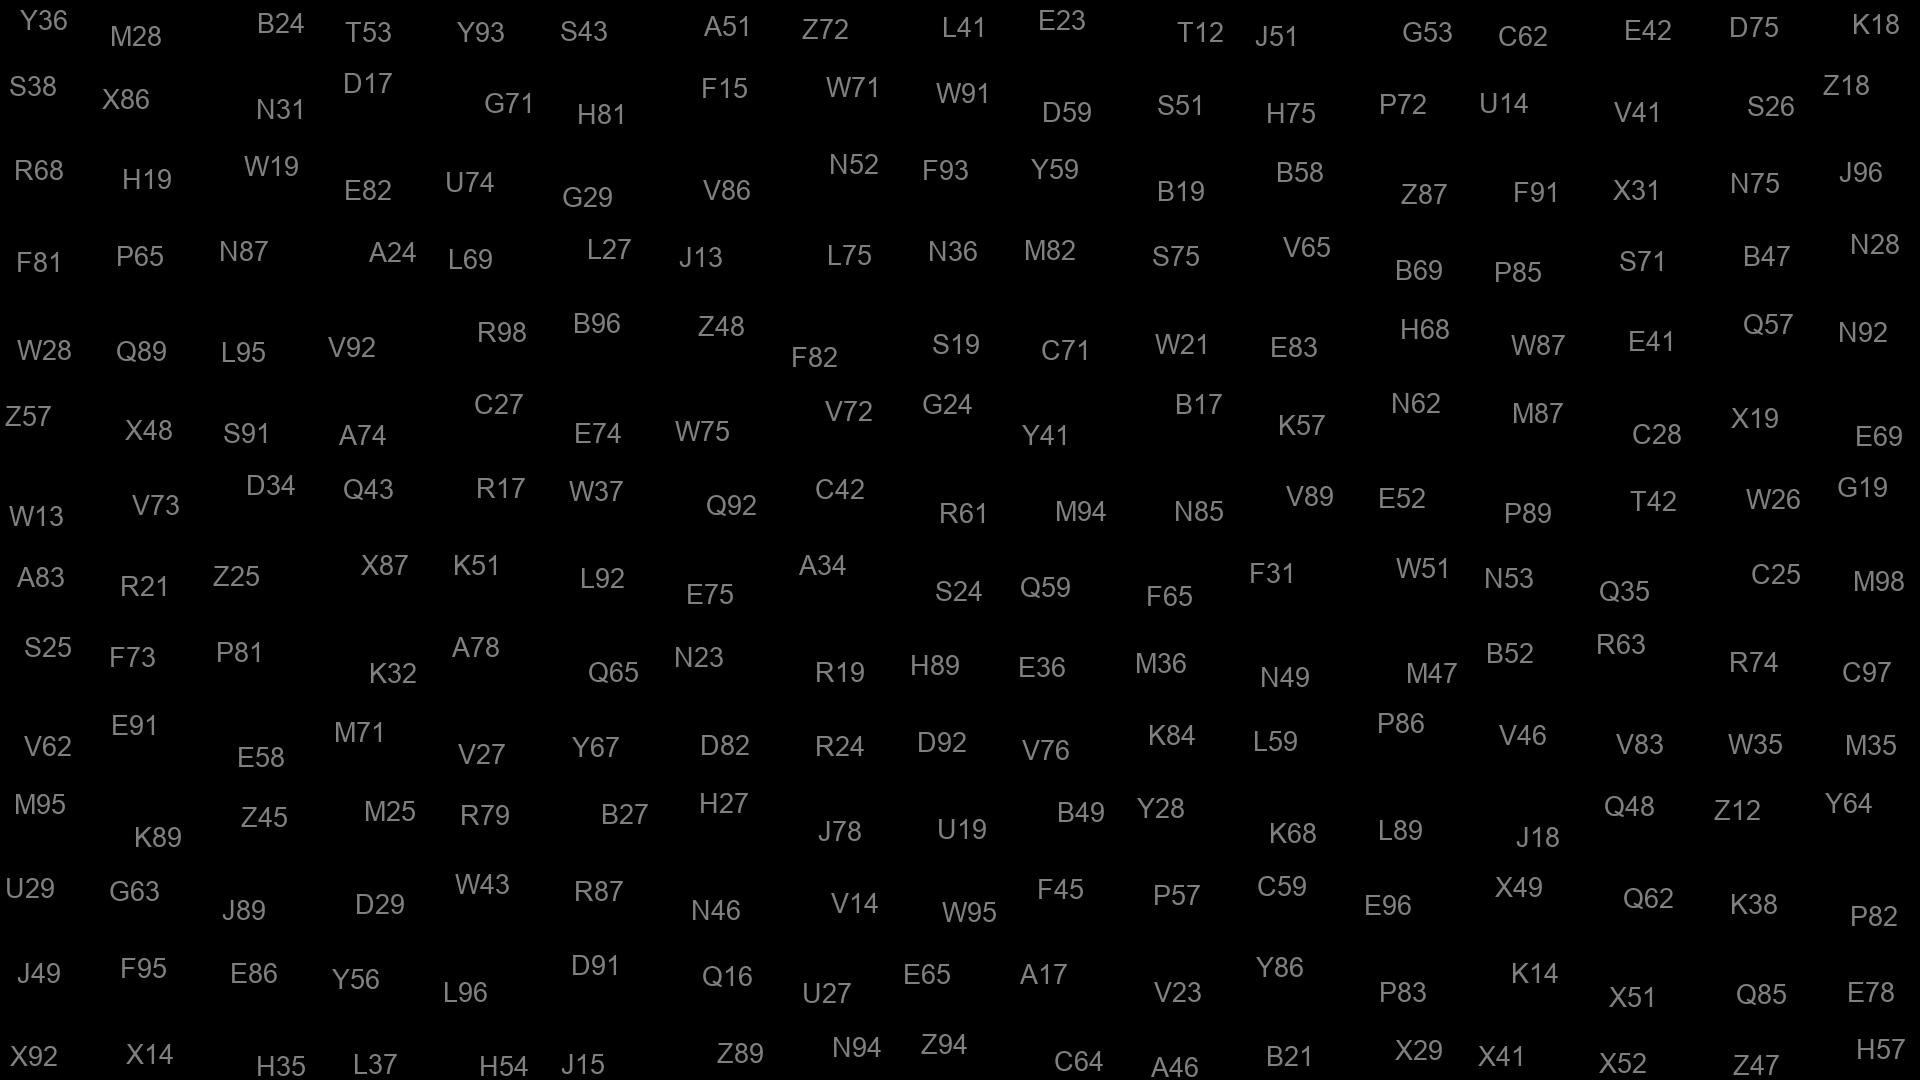 Y36 M28 B24 T53 Y93 S43 A51 Z72 L41 E23 T12 J51 G53 C62 E42 D75 K18
S38 X86 N31 D17 G71 H81 F15 W71 W91 D59 S51 H75 P72 U14 V41 S26 Z18
R68 H19 W19 E82 U74 G29 V86 N52 F93 Y59 B19 B58 Z87 F91 X31 N75 J96
F81 P65 N87 A24 L69 L27 J13 L75 N36 M82 S75 V65 B69 P85 S71 B47 N28
W28 Q89 L95 V92 R98 B96 Z48 F82 S19 C71 W21 E83 H68 W87 E41 Q57 N92
Z57 X48 S91 A74 C27 E74 W75 V72 G24 Y41 B17 K57 N62 M87 C28 X19 E69
W13 V73 D34 Q43 R17 W37 Q92 C42 R61 M94 N85 V89 E52 P89 T42 W26 G19
A83 R21 Z25 X87 K51 L92 E75 A34 S24 Q59 F65 F31 W51 N53 Q35 C25 M98
S25 F73 P81 K32 A78 Q65 N23 R19 H89 E36 M36 N49 M47 B52 R63 R74 C97
V62 E91 E58 M71 V27 Y67 D82 R24 D92 V76 K84 L59 P86 V46 V83 W35 M35
M95 K89 Z45 M25 R79 B27 H27 J78 U19 B49 Y28 K68 L89 J18 Q48 Z12 Y64
U29 G63 J89 D29 W43 R87 N46 V14 W95 F45 P57 C59 E96 X49 Q62 K38 P82
J49 F95 E86 Y56 L96 D91 Q16 U27 E65 A17 V23 Y86 P83 K14 X51 Q85 E78
X92 X14 H35 L37 H54 J15 Z89 N94 Z94 C64 A46 B21 X29 X41 X52 Z47 H57